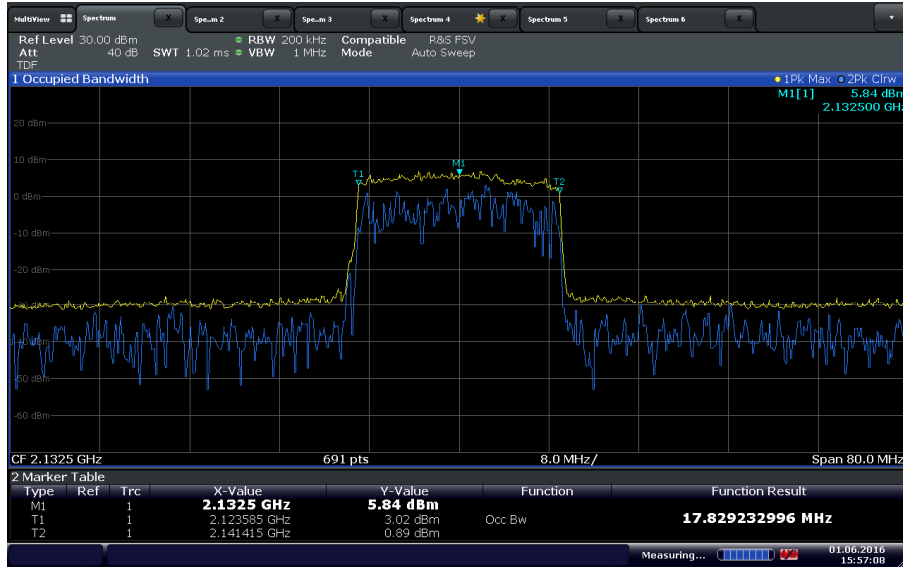 MultiView Spectrum X Spe...m 2 X Spe...m 3 X Spectrum 4 X Spectrum 5 X Spectrum 6 X
Ref Level 30.00 dBm RBW 200 kHz Compatible R&S FSV
Att 40 dB SWT 1.02 ms VBW 1 MHz Mode Auto Sweep
TDF
1 Occupied Bandwidth 1Pk Max 2Pk Clrw
M1[1] 5.84 dBm
2.132500 GHz
20 dBm
10 dBm
M1
T1
T2
0 dBm
-10 dBm
-20 dBm
-50 dBm
-60 dBm
CF 2.1325 GHz 691 pts 8.0 MHz/ Span 80.0 MHz
2 Marker Table
Type Ref Trc X-Value Y-Value Function Function Result
M1 1 2.1325 GHz 5.84 dBm
T1 1 2.123585 GHz 3.02 dBm Occ Bw 17.829232996 MHz
T2 1 2.141415 GHz 0.89 dBm
Measuring... 01.06.2016
15:57:08